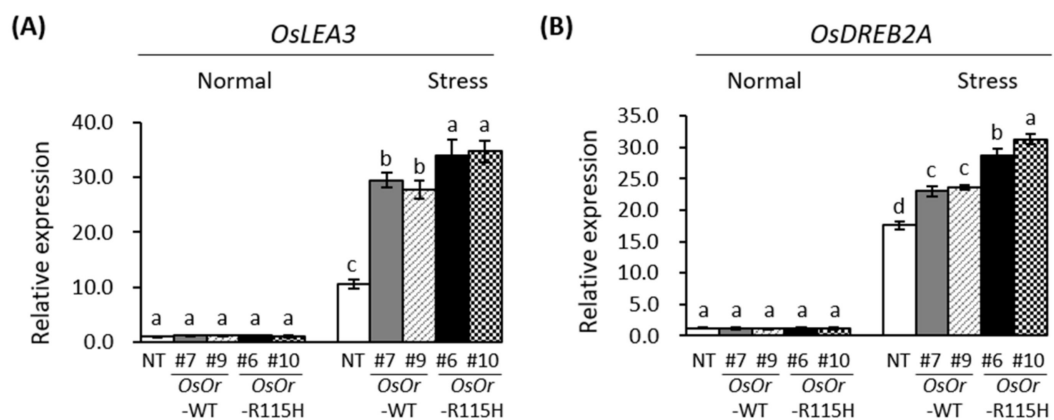 (A)
OsLEA3
Normal Stress
Relative expression
40.0
30.0
20.0
10.0
0.0
a a a a a
c b b a a
NT #7 #9 #6 #10 NT #7 #9 #6 #10
OsOr OsOr OsOr OsOr
-WT -R115H -WT -R115H
(B)
OsDREB2A
Normal Stress
Relative expression
35.0
30.0
25.0
20.0
15.0
10.0
5.0
0.0
a a a a a
d c c b a
NT #7 #9 #6 #10 NT #7 #9 #6 #10
OsOr OsOr OsOr OsOr
-WT -R115H -WT -R115H